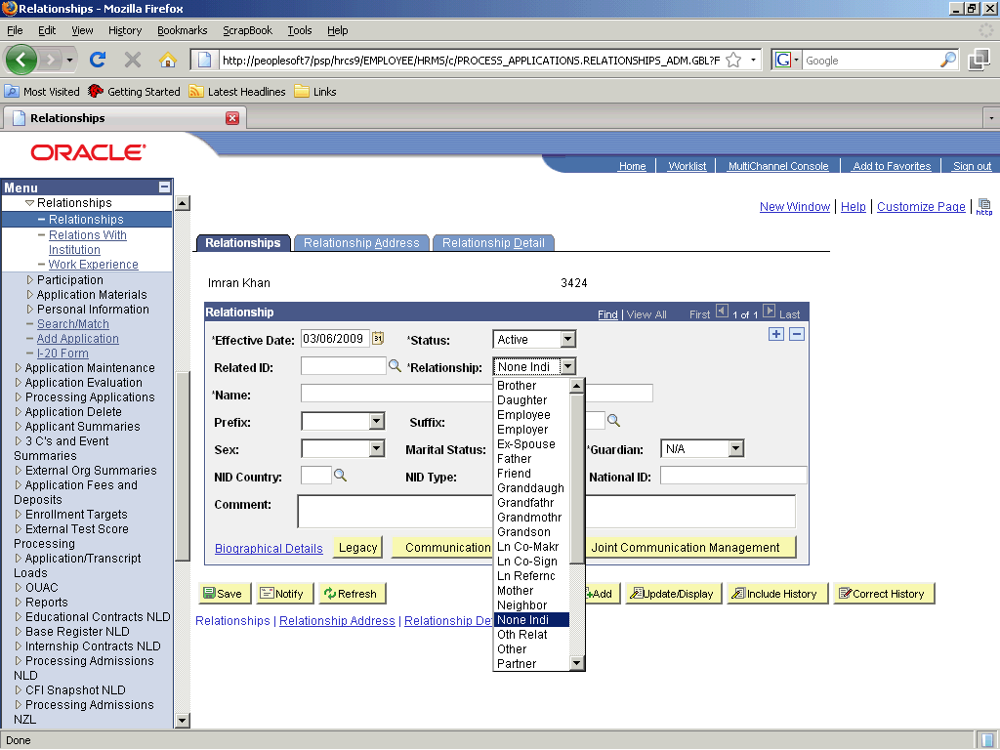 Relationships - Mozilla Firefox
File Edit View History Bookmarks ScrapBook Tools Help
http://peoplesoft7/psp/hrcs9/EMPLOYEE/HRMS/c/PROCESS_APPLICATIONS.RELATIONSHIPS_ADM.GBL?F
G Google
Most Visited Getting Started Latest Headlines Links
Relationships
ORACLE
Home Worklist MultiChannel Console Add to Favorites Sign out
Menu
Relationships
Relationships
Relations With
Institution
Work Experience
Participation
Application Materials
Personal Information
Search/Match
Add Application
I-20 Form
Application Maintenance
Application Evaluation
Processing Applications
Application Delete
Applicant Summaries
3 C's and Event
Summaries
External Org Summaries
Application Fees and
Deposits
Enrollment Targets
External Test Score
Processing
Application/Transcript
Loads
OUAC
Reports
Educational Contracts NLD
Base Register NLD
Internship Contracts NLD
Processing Admissions
NLD
CFI Snapshot NLD
Processing Admissions
NZL
New Window | Help | Customize Page | http
Relationships Relationship Address Relationship Detail
Imran Khan 3424
Relationship Find | View All First 1 of 1 Last
*Effective Date: 03/06/2009 31 *Status: Active
Related ID: *Relationship: None Indi
*Name:
Prefix: Suffix:
Sex: Marital Status: *Guardian: N/A
NID Country: NID Type: National ID:
Comment:
Biographical Details Legacy Communication Joint Communication Management
Brother
Daughter
Employee
Employer
Ex-Spouse
Father
Friend
Granddaugh
Grandfathr
Grandmothr
Grandson
Ln Co-Makr
Ln Co-Sign
Ln Refernc
Mother
Neighbor
None Indi
Oth Relat
Other
Partner
Save Notify Refresh Add Update/Display Include History Correct History
Relationships | Relationship Address | Relationship De
Done